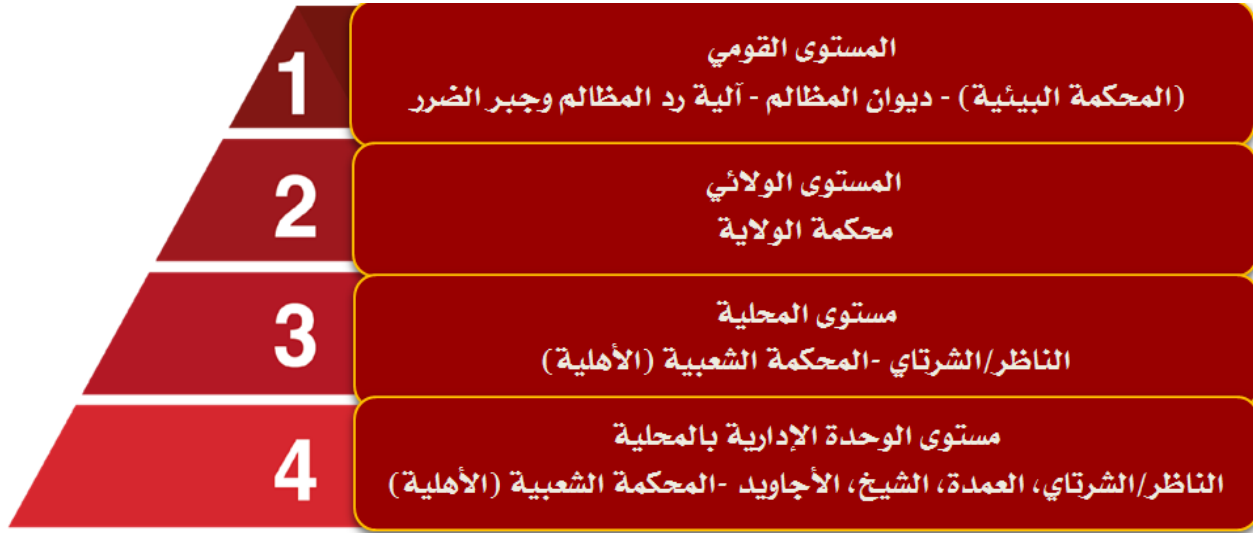 1
المستوى القومي
(المحكمة البيئية) - ديوان المظالم - آلية رد المظالم وجبر الضرر
2
المستوى الولائي
محكمة الولاية
3
مستوى المحلية
الناظر/الشرتاي -المحكمة الشعبية (الأهلية)
4
مستوى الوحدة الإدارية بالمحلية
الناظر/الشرتاي، العمدة، الشيخ، الأجاويد -المحكمة الشعبية (الأهلية)